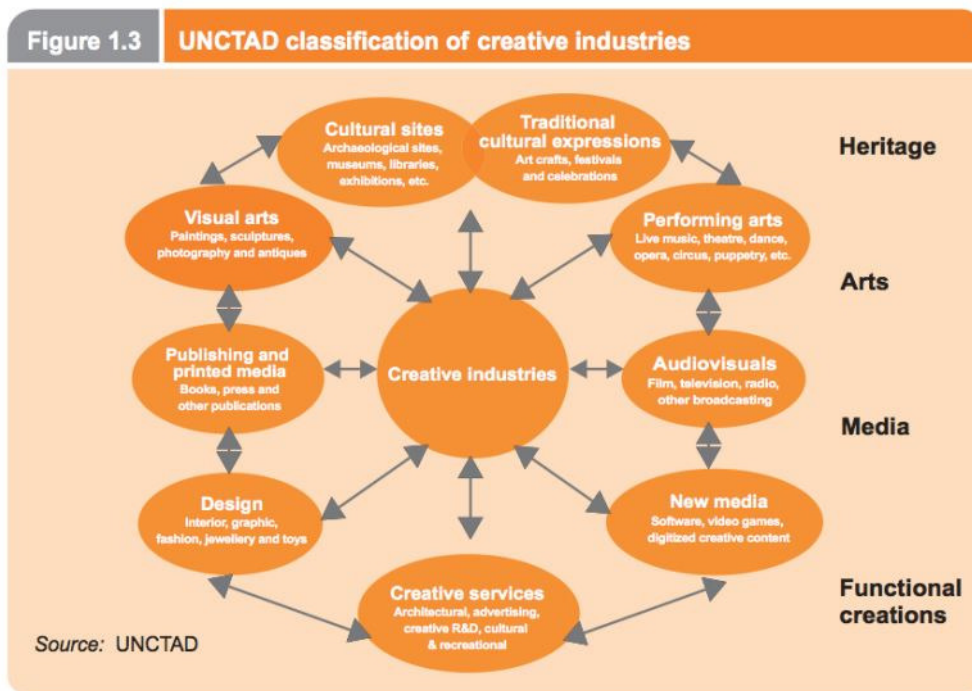 Figure 1.3
UNCTAD classification of creative industries
Cultural sites
Archaeological sites,
museums, libraries,
exhibitions, etc.
Traditional
cultural expressions
Art crafts, festivals
and celebrations
Heritage
Visual arts
Paintings, sculptures,
photography and antiques
Performing arts
Live music, theatre, dance,
opera, circus, puppetry, etc.
Arts
Publishing and
printed media
Books, press and
other publications
Creative industries
Audiovisuals
Film, television, radio,
other broadcasting
Media
Design
Interior, graphic,
fashion, jewellery and toys
New media
Software, video games,
digitized creative content
Creative services
Architectural, advertising,
creative R&D, cultural
& recreational
Functional
creations
Source: UNCTAD